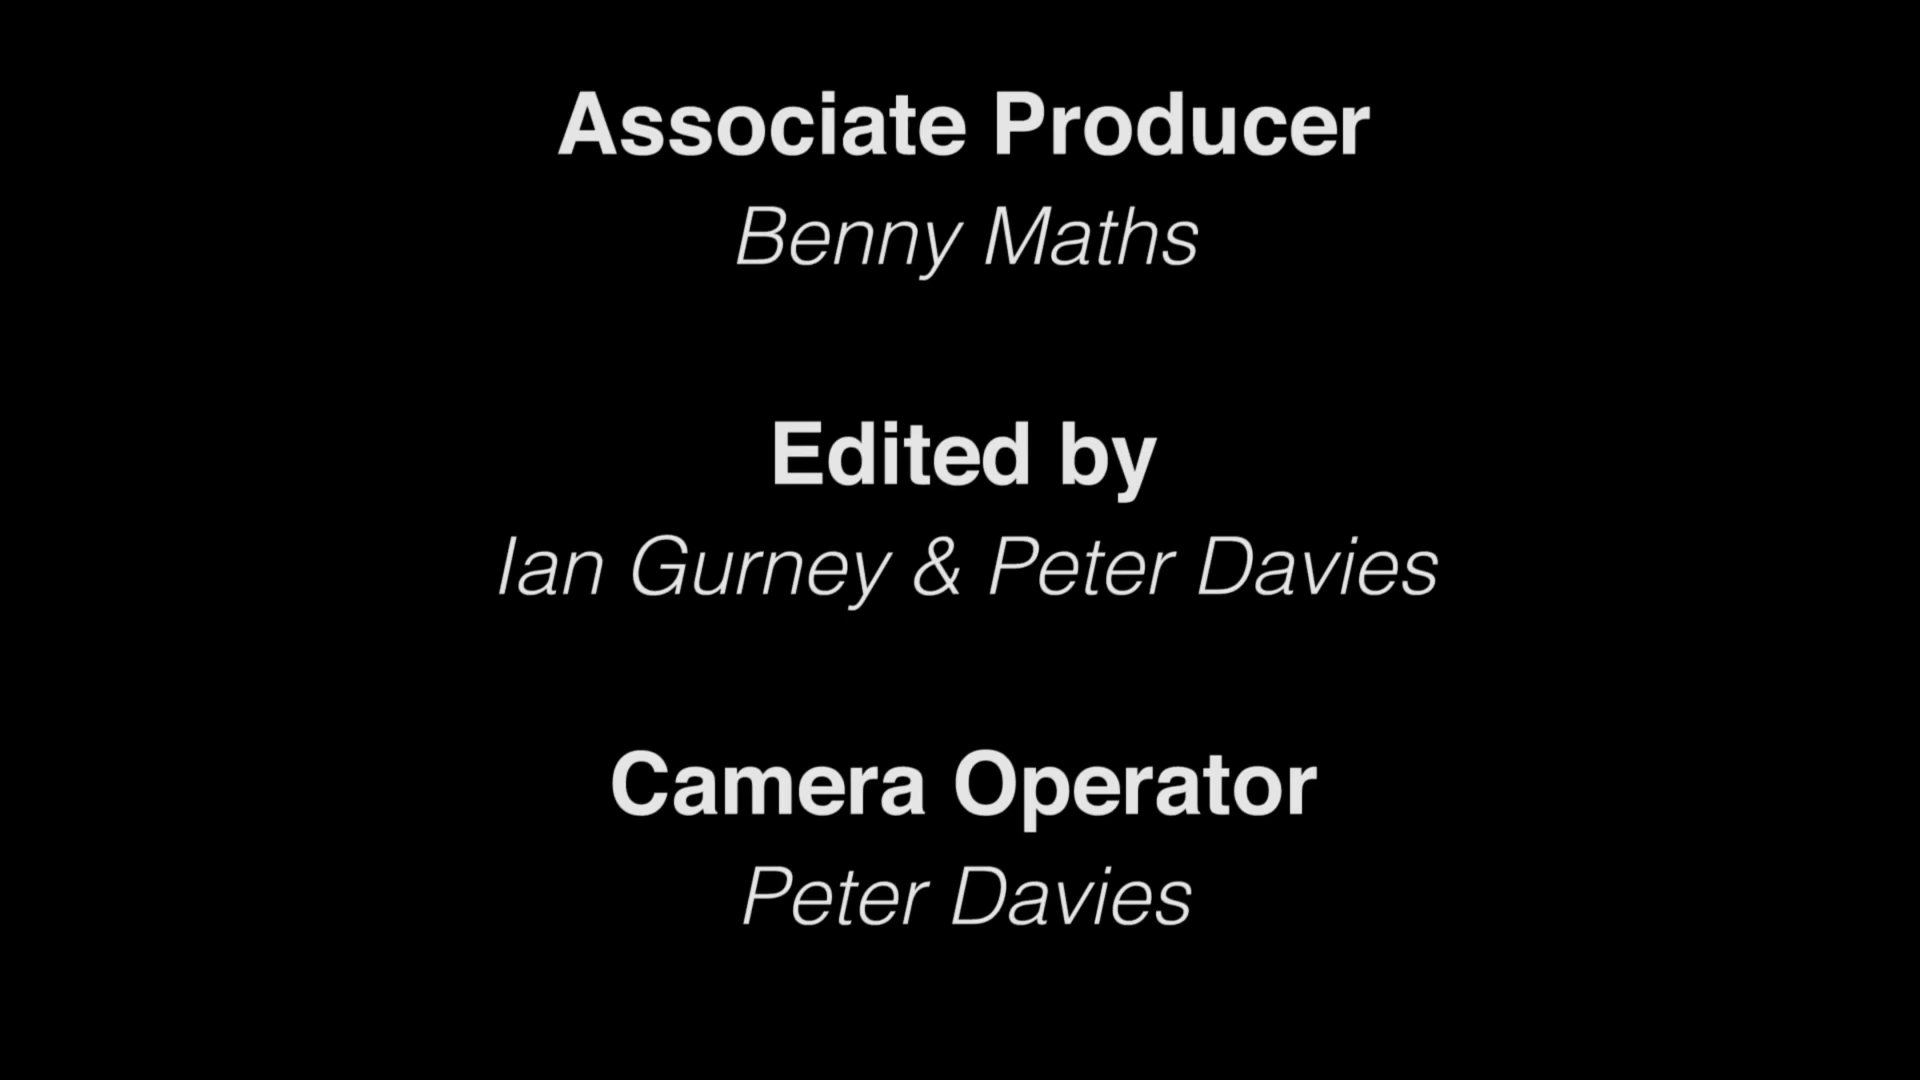 Associate Producer
Benny Maths
Edited by
Ian Gurney & Peter Davies
Camera Operator
Peter Davies